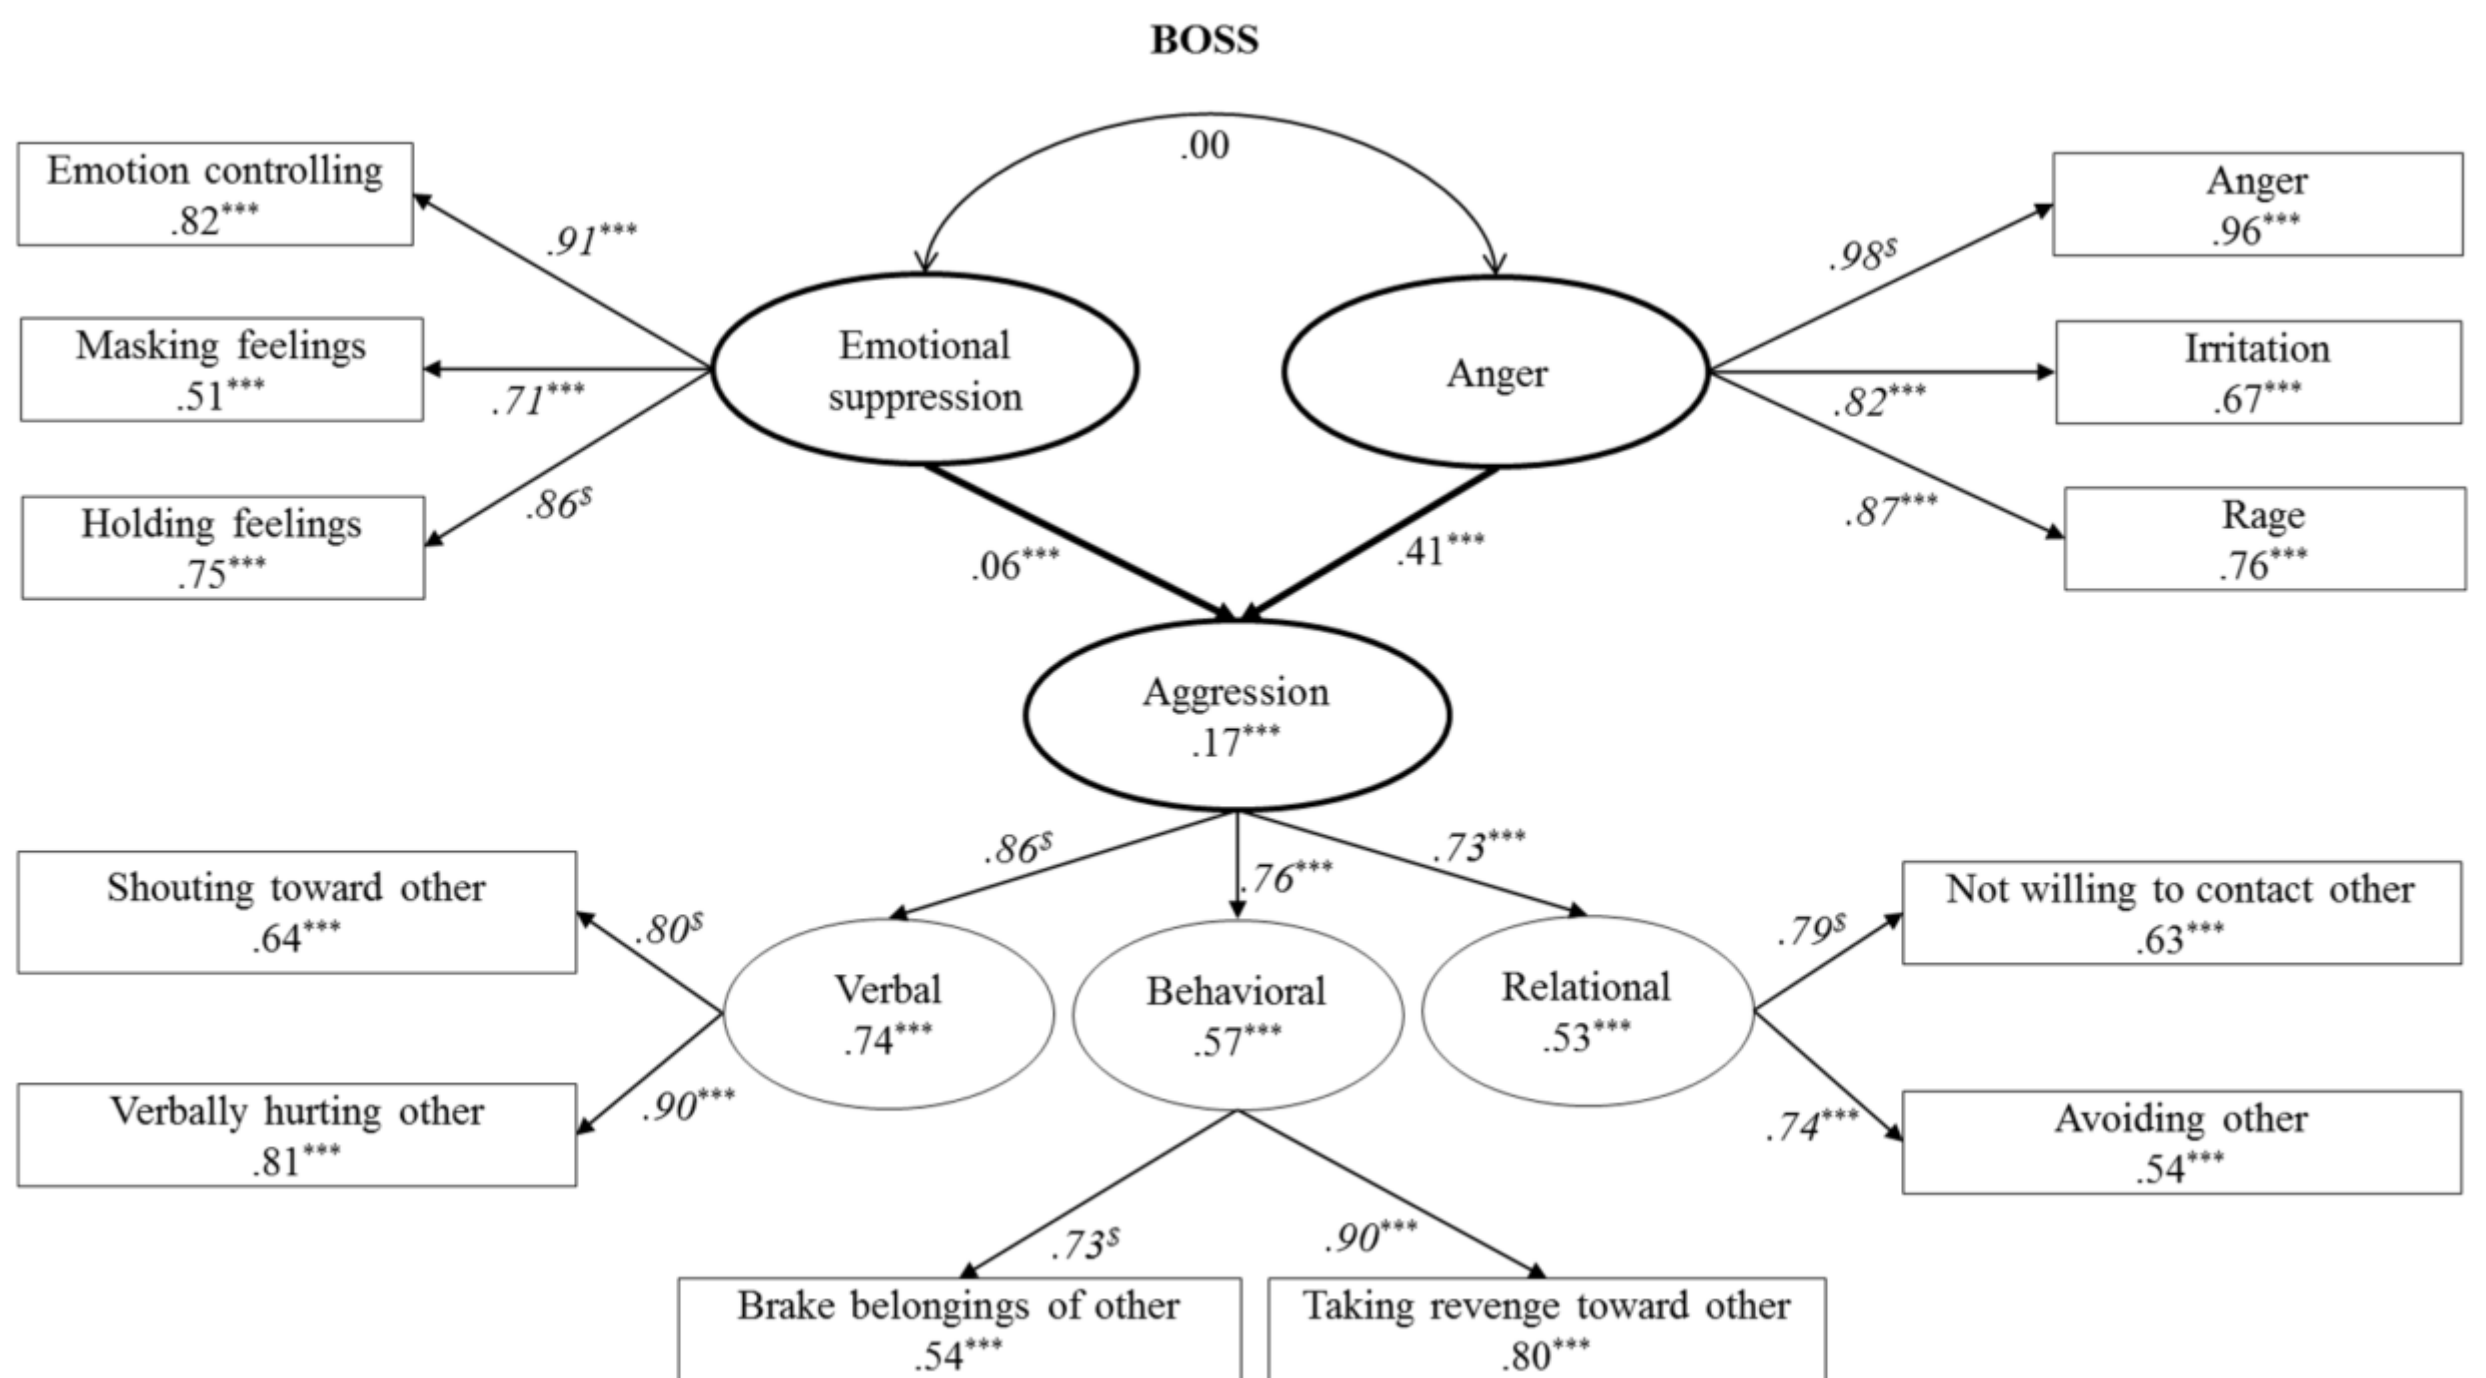 BOSS
.00
Emotion controlling
.82***
.91***
Masking feelings
.51***
.71***
Holding feelings
.75***
.86$
Emotional
suppression
Anger
Anger
.96***
.98$
Irritation
.67***
.82***
Rage
.76***
.87***
.06***
.41***
Aggression
.17***
.86$
.76***
.73***
Shouting toward other
.64***
.80$
Verbally hurting other
.81***
.90***
Verbal
.74***
Behavioral
.57***
Relational
.53***
Not willing to contact other
.63***
.79$
Avoiding other
.54***
.74***
.73$
.90***
Brake belongings of other
.54***
Taking revenge toward other
.80***